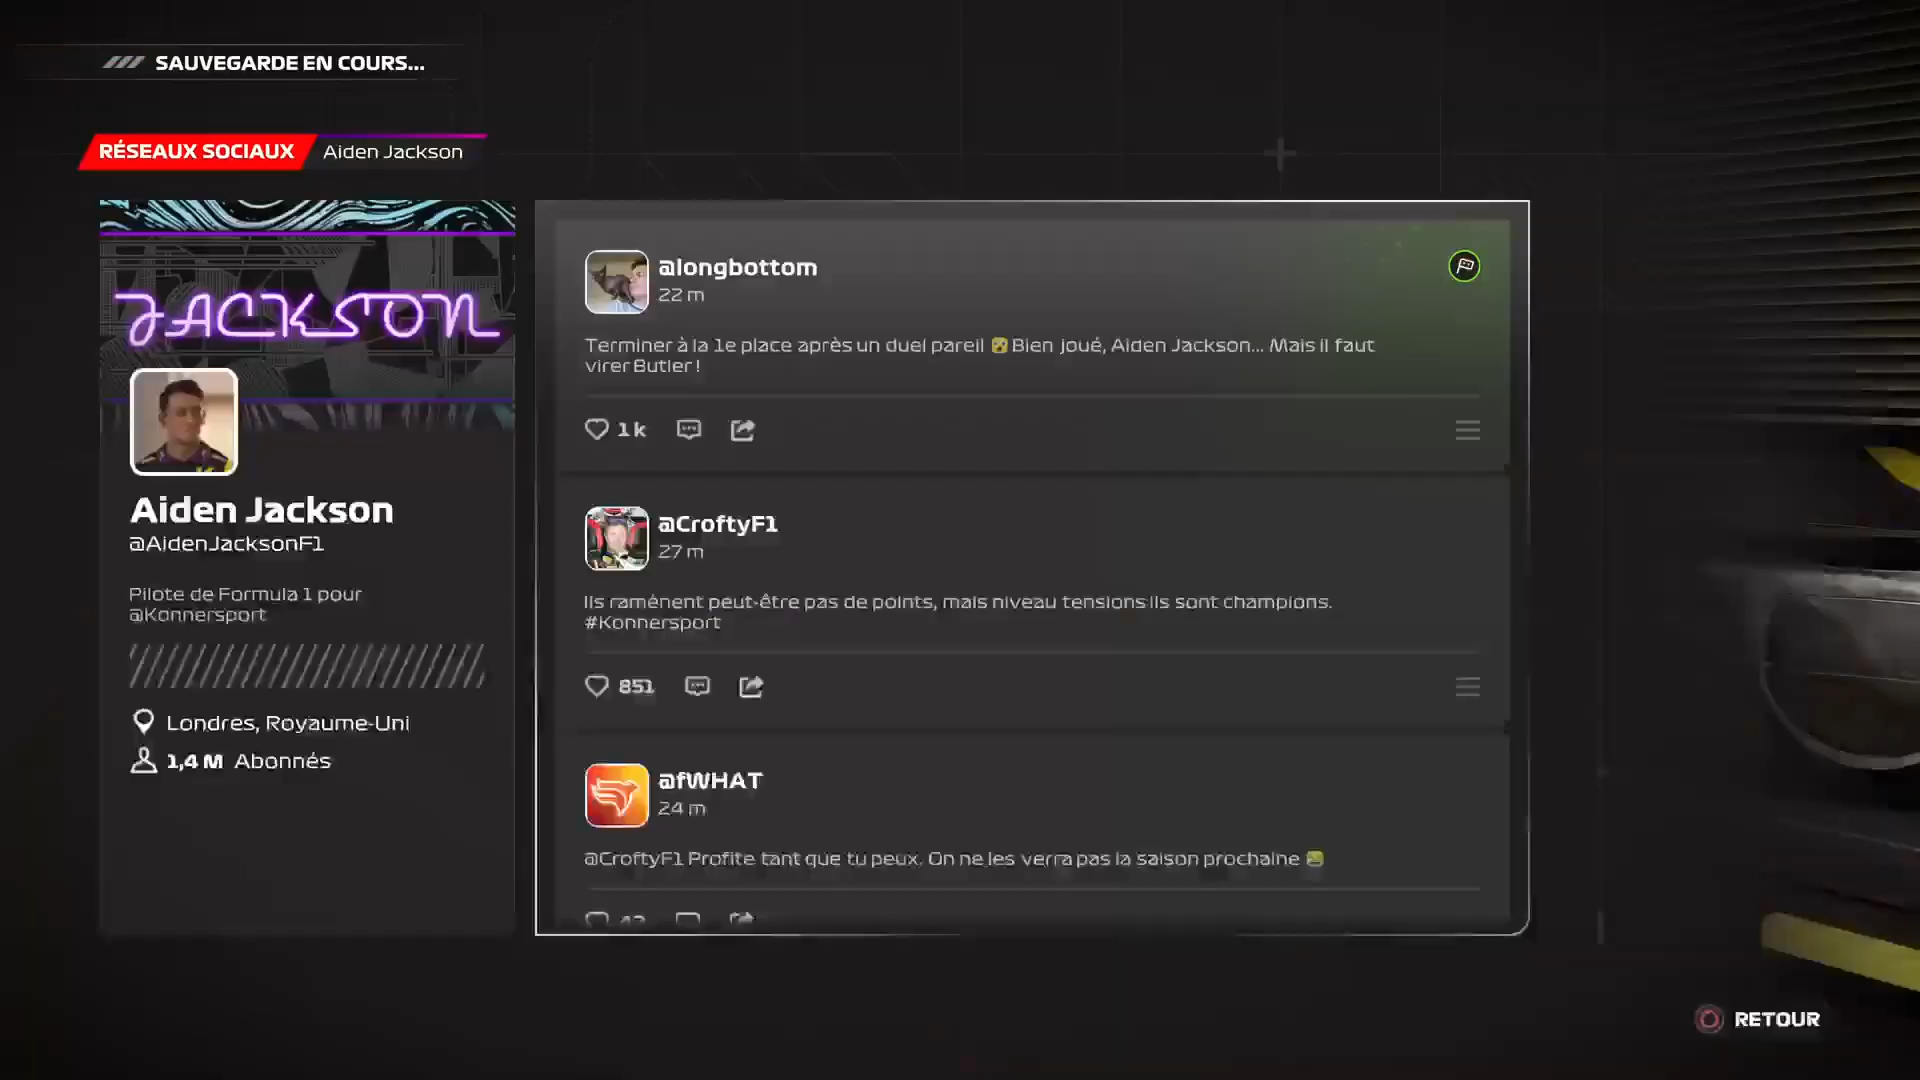 SAUVEGARDE EN COURS...
RÉSEAUX SOCIAUX Aiden Jackson
JACKSON
Aiden Jackson
@AidenJacksonF1
Pilote de Formula 1 pour
@Konnersport
Londres, Royaume-Uni
1,4 M Abonnés
@longbottom
22 m
Terminer à la 1e place après un duel pareil 😵 Bien joué, Aiden Jackson... Mais il faut
virer Butler !
1 k
@CroftyF1
27 m
Ils ramènent peut-être pas de points, mais niveau tensions ils sont champions.
#Konnersport
851
@fWHAT
24 m
@CroftyF1 Profite tant que tu peux. On ne les verra pas la saison prochaine
RETOUR